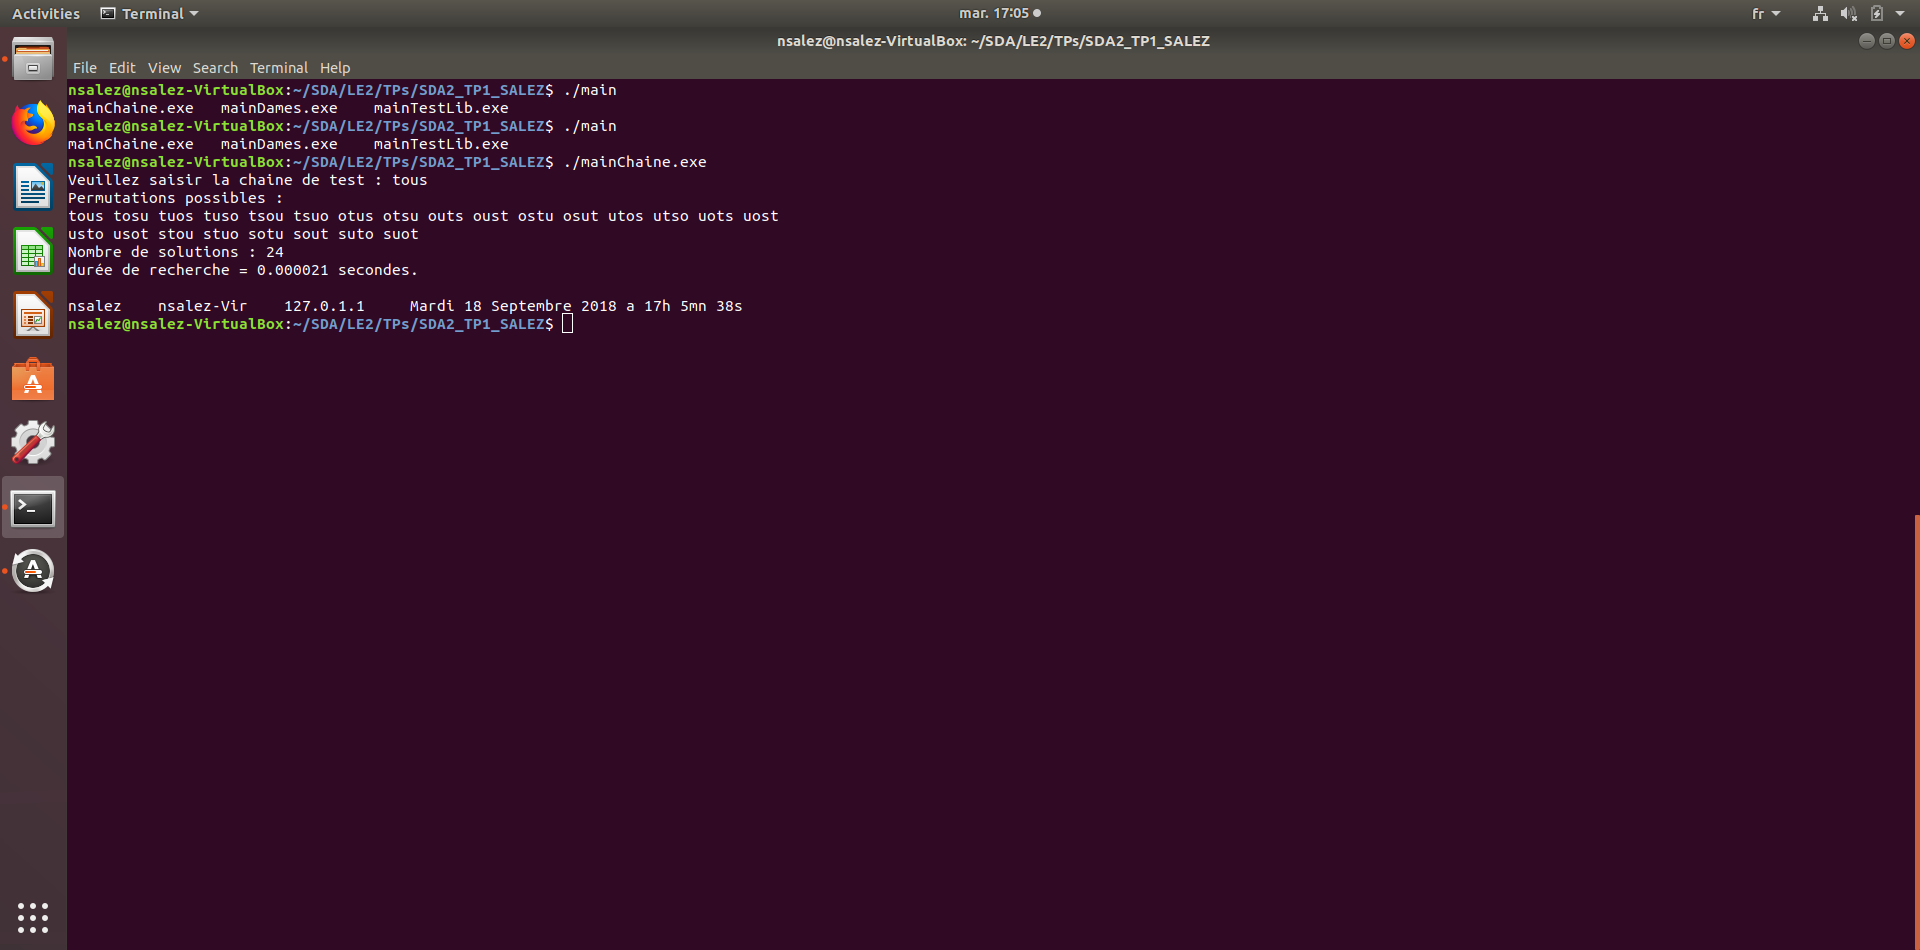 Activities Terminal mar. 17:05 fr
nsalez@nsalez-VirtualBox: ~/SDA/LE2/TPs/SDA2_TP1_SALEZ
File Edit View Search Terminal Help
nsalez@nsalez-VirtualBox:~/SDA/LE2/TPs/SDA2_TP1_SALEZ$ ./main
mainChaine.exe mainDames.exe mainTestLib.exe
nsalez@nsalez-VirtualBox:~/SDA/LE2/TPs/SDA2_TP1_SALEZ$ ./main
mainChaine.exe mainDames.exe mainTestLib.exe
nsalez@nsalez-VirtualBox:~/SDA/LE2/TPs/SDA2_TP1_SALEZ$ ./mainChaine.exe
Veuillez saisir la chaine de test : tous
Permutations possibles :
tous tosu tuos tuso tsou tsuo otus otsu outs oust ostu osut utos utso uots uost
usto usot stou stuo sotu sout suto suot
Nombre de solutions : 24
durée de recherche = 0.000021 secondes.
nsalez nsalez-Vir 127.0.1.1 Mardi 18 Septembre 2018 a 17h 5mn 38s
nsalez@nsalez-VirtualBox:~/SDA/LE2/TPs/SDA2_TP1_SALEZ$